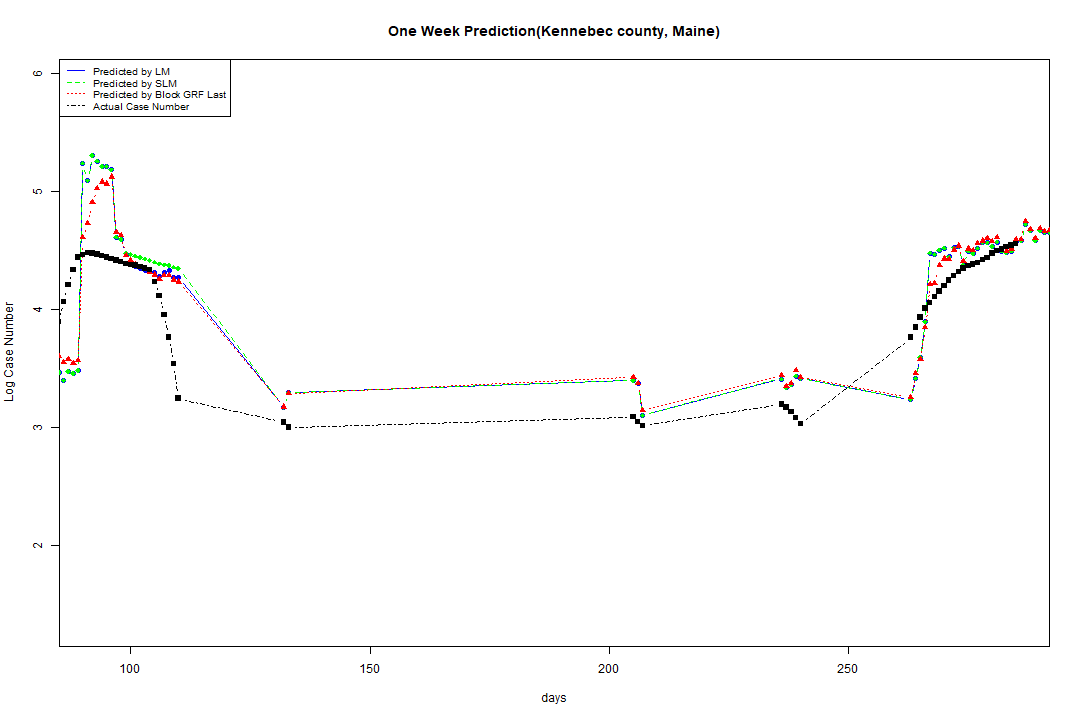 One Week Prediction(Kennebec county, Maine)
Predicted by LM
Predicted by SLM
Predicted by Block GRF Last
Actual Case Number
6
5
4
3
2
Log Case Number
100 150 200 250
days